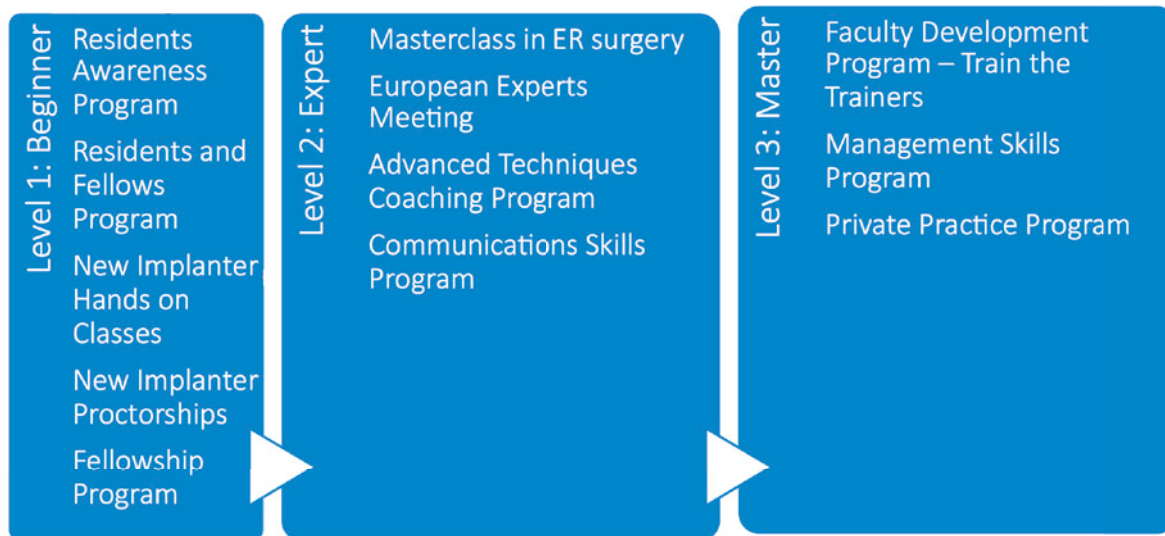 Level 1: Beginner
Residents
Awareness
Program
Residents and
Fellows
Program
New Implanter
Hands on
Classes
New Implanter
Proctorships
Fellowship
Program
Level 2: Expert
Masterclass in ER surgery
European Experts
Meeting
Advanced Techniques
Coaching Program
Communications Skills
Program
Level 3: Master
Faculty Development
Program – Train the
Trainers
Management Skills
Program
Private Practice Program